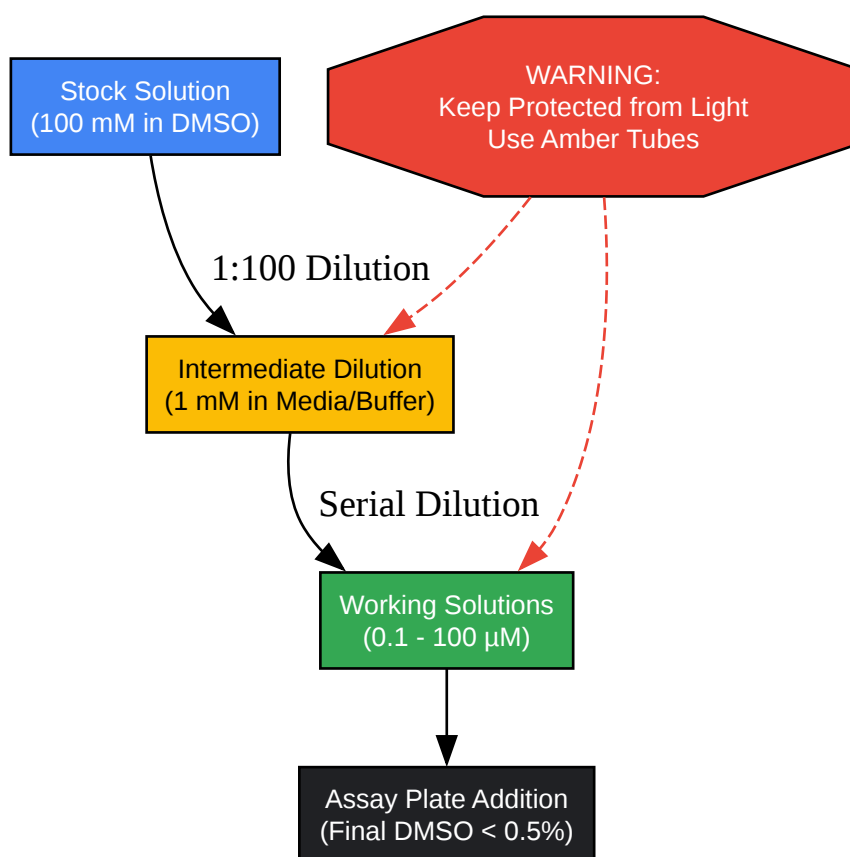 Stock Solution
(100 mM in DMSO)
WARNING:
Keep Protected from Light
Use Amber Tubes
1:100 Dilution
Intermediate Dilution
(1 mM in Media/Buffer)
Serial Dilution
Working Solutions
(0.1 - 100 µM)
Assay Plate Addition
(Final DMSO < 0.5%)